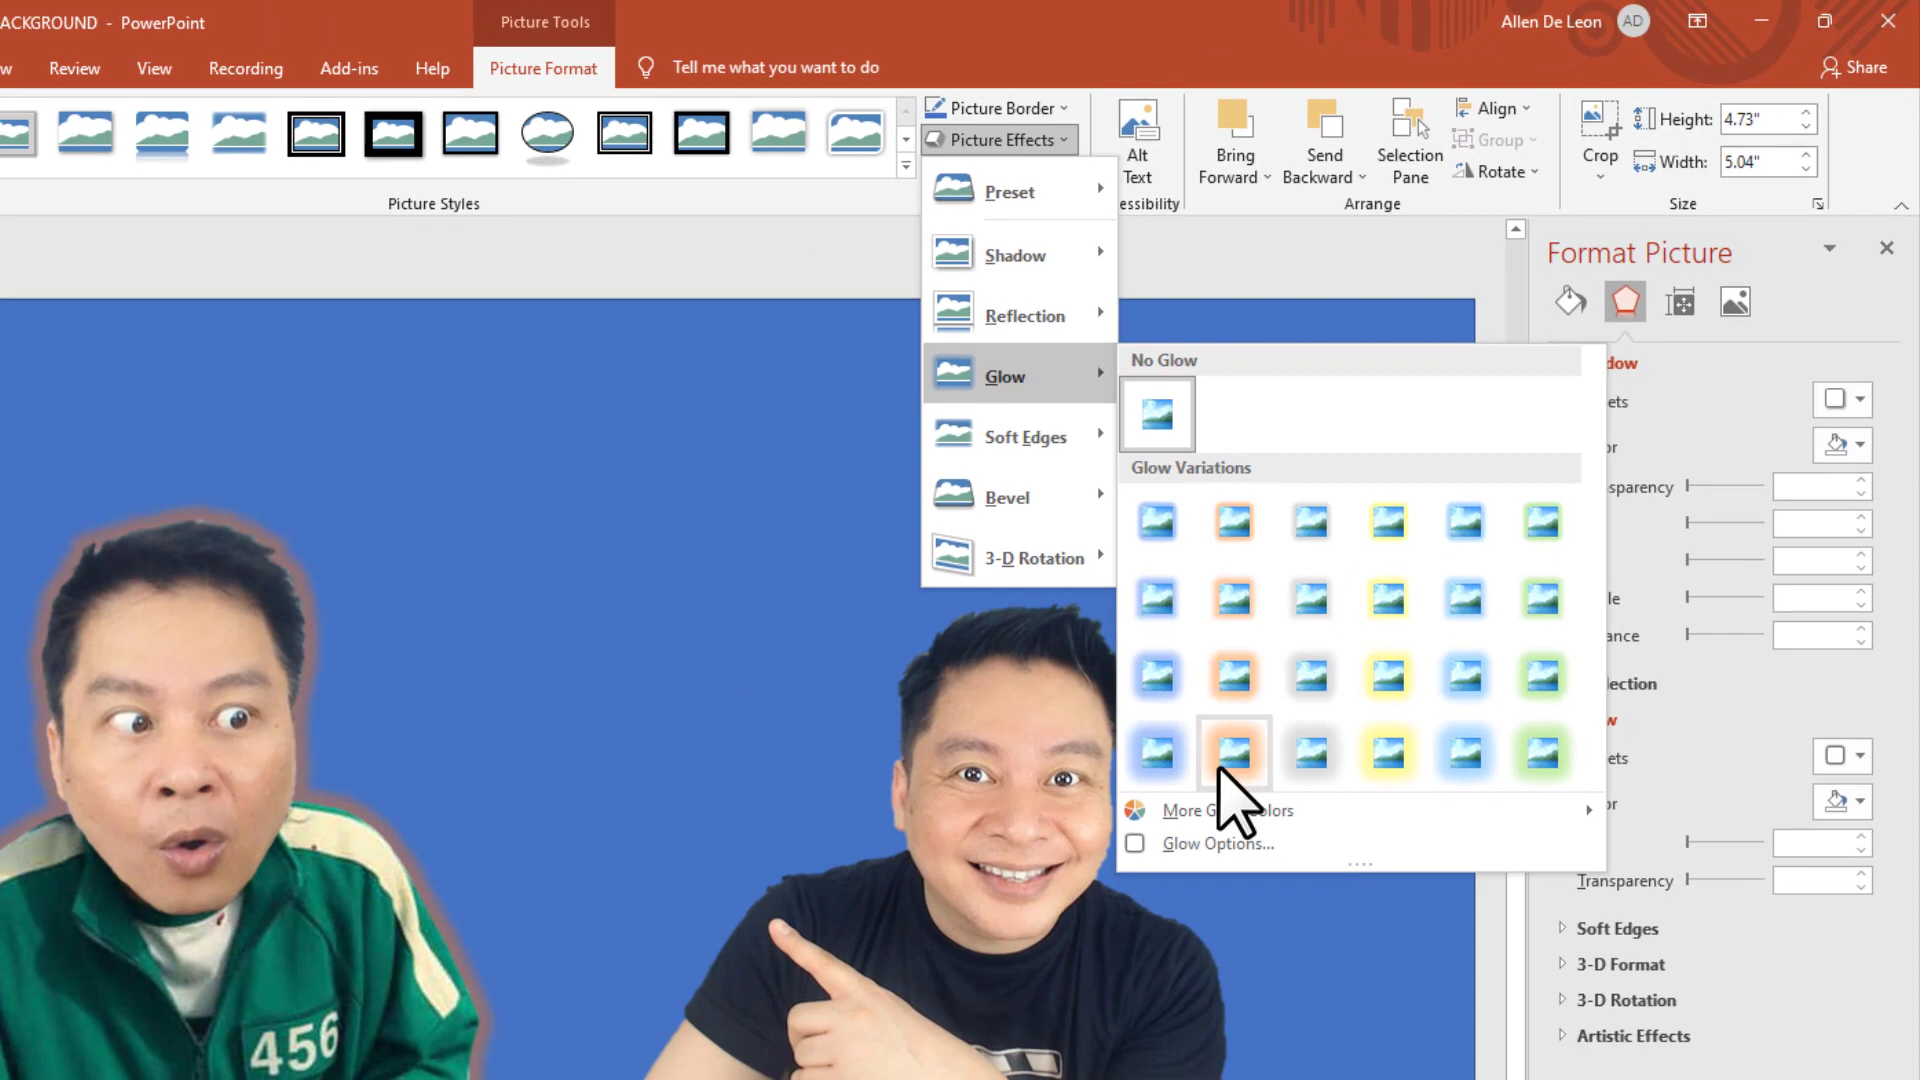 ACKGROUND - PowerPoint
Picture Tools
Allen De Leon
AD
w
Review
View
Recording
Add-ins
Help
Picture Format
Tell me what you want to do
Share
Picture Border
Picture Effects
Picture Styles
Alt
Text
essibility
Bring
Forward
Send
Backward
Selection
Pane
Align
Group
Rotate
Arrange
Crop
Height: 4.73"
Width: 5.04"
Size
Preset
Shadow
Reflection
Glow
Soft Edges
Bevel
3-D Rotation
No Glow
Glow Variations
More G olors
Glow Options...
Format Picture
dow
ets
or
sparency
le
ance
lection
w
ets
or
Transparency
Soft Edges
3-D Format
3-D Rotation
Artistic Effects
456